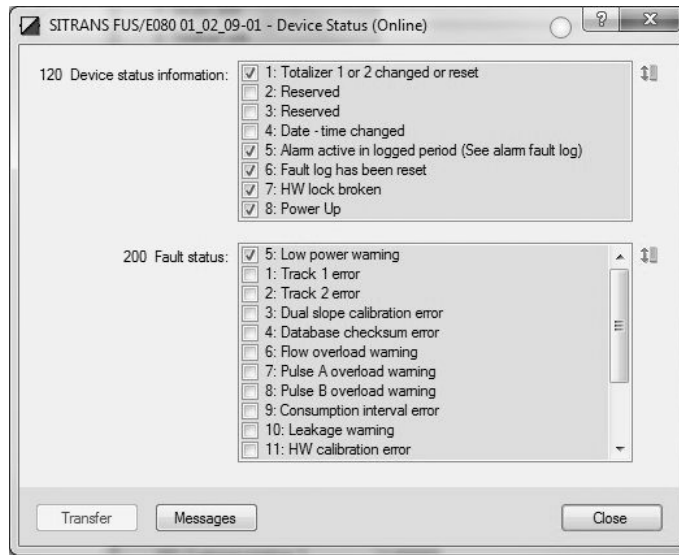 SITRANS FUS/E080 01_02_09-01 - Device Status (Online)
120 Device status information:
1: Totalizer 1 or 2 changed or reset
2: Reserved
3: Reserved
4: Date - time changed
5: Alarm active in logged period (See alarm fault log)
6: Fault log has been reset
7: HW lock broken
8: Power Up
200 Fault status:
5: Low power warning
1: Track 1 error
2: Track 2 error
3: Dual slope calibration error
4: Database checksum error
6: Flow overload warning
7: Pulse A overload warning
8: Pulse B overload warning
9: Consumption interval error
10: Leakage warning
11: HW calibration error
Transfer
Messages
Close